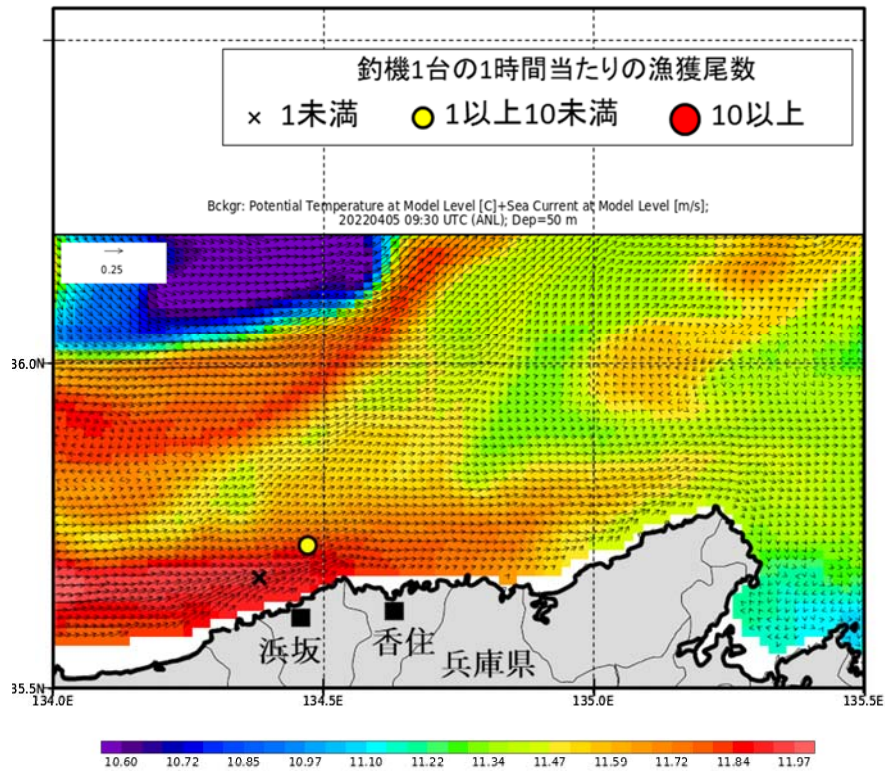 釣機1台の1時間当たりの漁獲尾数
× 1未満 1以上10未満 10以上
Bckgr: Potential Temperature at Model Level [C]+Sea Current at Model Level [m/s];
20220405 09:30 UTC (ANL); Dep=50 m
0.25
36.0N
浜坂 香住
兵庫県
35.5N
134.0E 134.5E 135.0E 135.5E
10.60 10.72 10.85 10.97 11.10 11.22 11.34 11.47 11.59 11.72 11.84 11.97